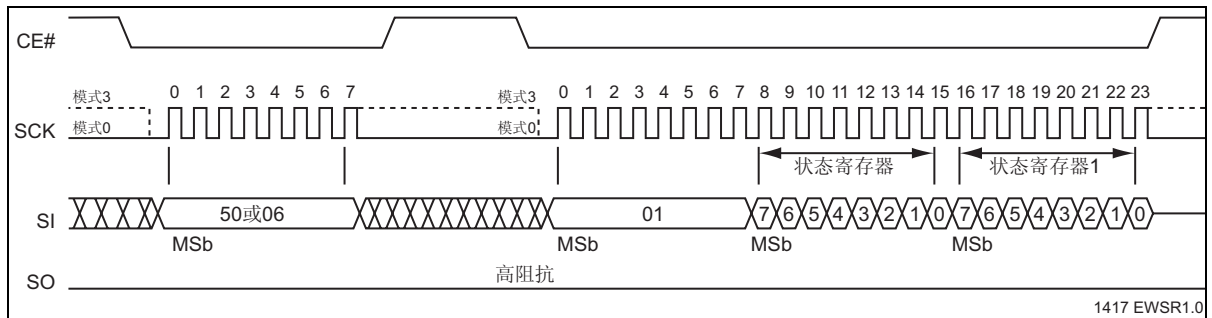 CE#
模式3 0 1 2 3 4 5 6 7 模式3 0 1 2 3 4 5 6 7 8 9 10 11 12 13 14 15 16 17 18 19 20 21 22 23
SCK 模式0 模式0
状态寄存器 状态寄存器1
SI 50或06 01 7 6 5 4 3 2 1 0 7 6 5 4 3 2 1 0
MSb MSb MSb MSb
高阻抗
SO
1417 EWSR1.0